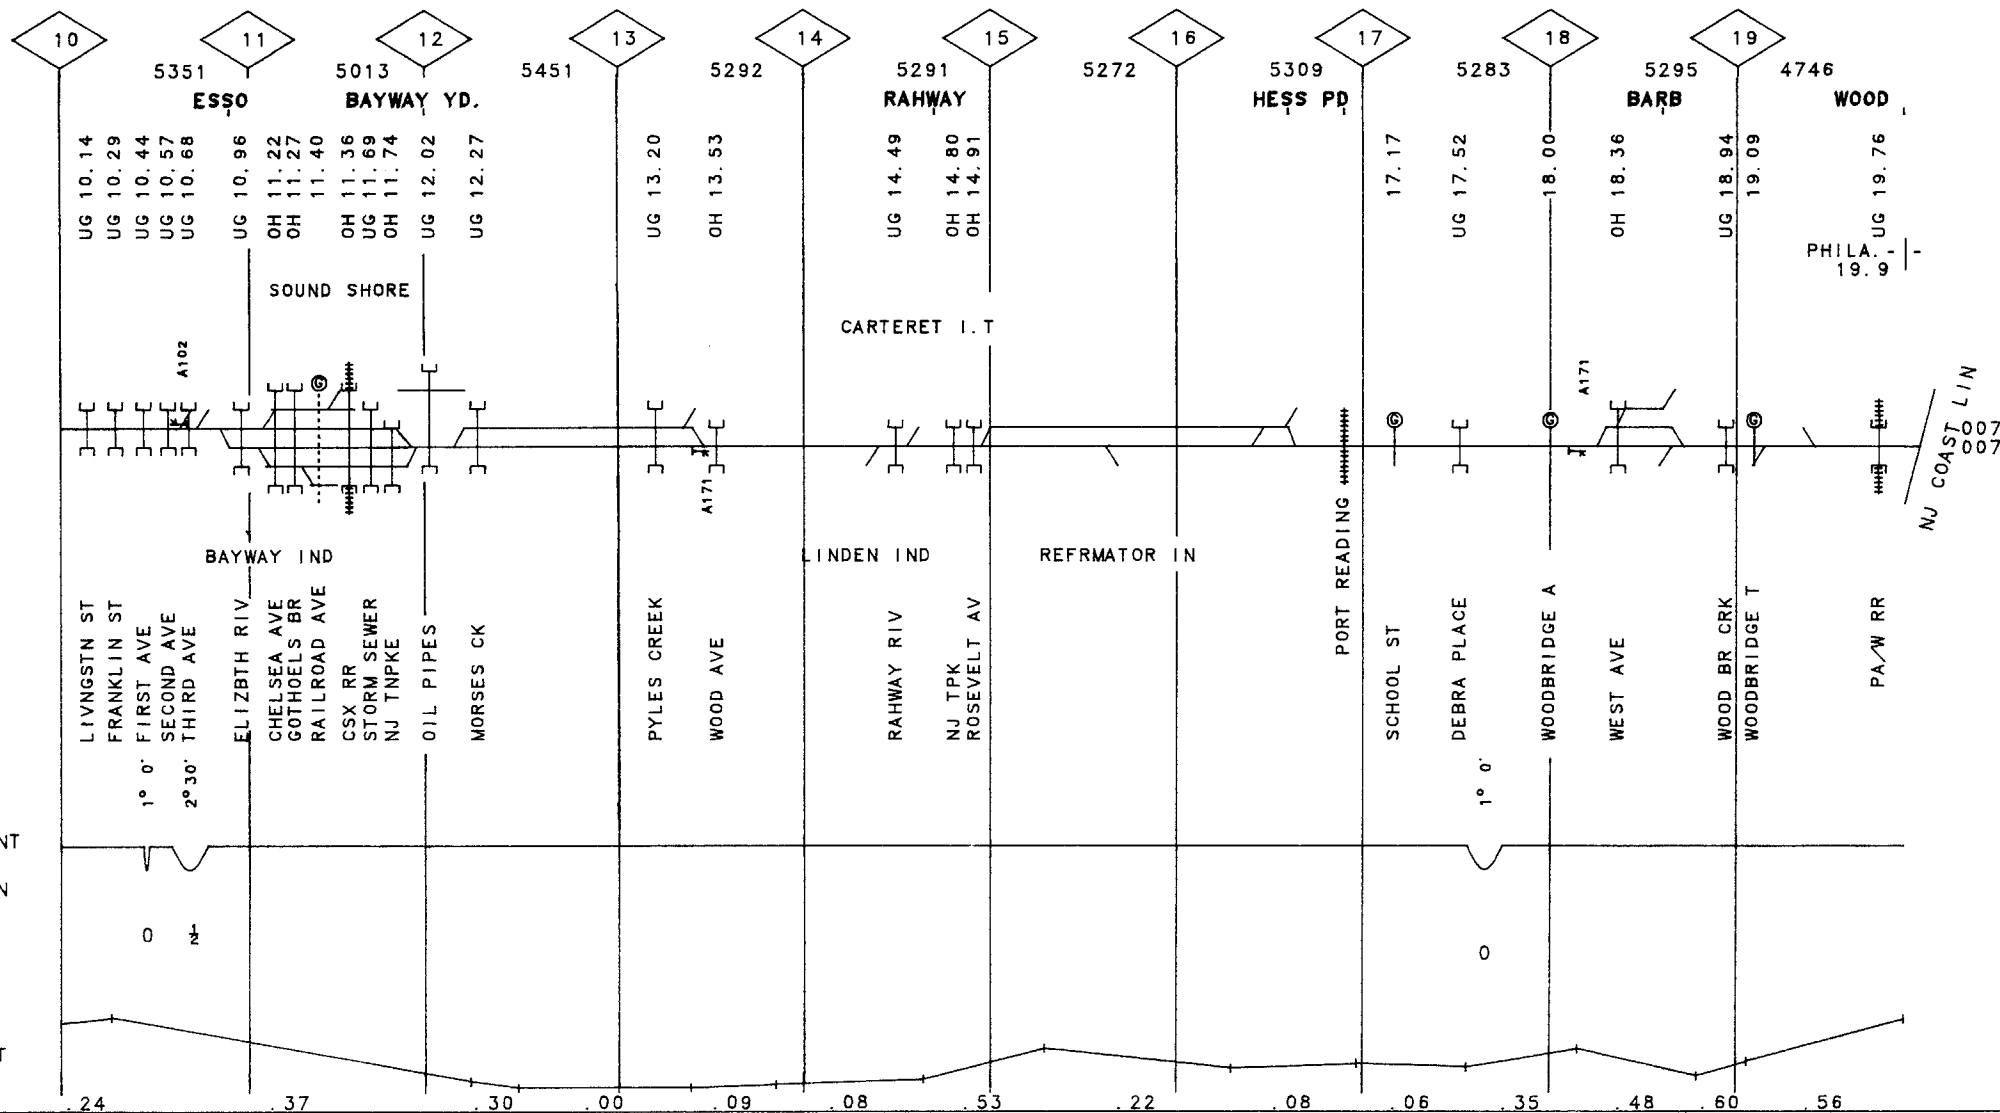 10 11 12 13 14 15 16 17 18 19
5351 5013 5451 5292 5291 5272 5309 5283 5295 4746
ESSO BAYWAY YD. RAHWAY HESS PD BARB WOOD
UG 10.14
UG 10.29
UG 10.44
UG 10.57
UG 10.68
UG 10.96
OH 11.22
OH 11.27
11.40
OH 11.36
UG 11.69
OH 11.74
UG 12.02
UG 12.27
UG 13.20
OH 13.53
UG 14.49
OH 14.80
OH 14.91
17.17
UG 17.52
18.00
OH 18.36
UG 18.94
19.09
UG 19.76
PHILA.
19.9
SOUND SHORE
CARTERET I.T
A102
A171
G
G
G
G
A171
NJ COAST LIN
007
007
BAYWAY IND
LINDEN IND
REFRMATOR IN
PORT READING
LIVNGSTN ST
FRANKLIN ST
FIRST AVE
SECOND AVE
THIRD AVE
ELIZBTH RIV
CHELSEA AVE
GOTHOELS BR
RAILROAD AVE
CSX RR
STORM SEWER
NJ TNPKE
OIL PIPES
MORSES CK
PYLES CREEK
WOOD AVE
RAHWAY RIV
NJ TPK
ROSEVELT AV
SCHOOL ST
DEBRA PLACE
WOODBRIDGE A
WEST AVE
WOOD BR CRK
WOODBRIDGE T
PA/W RR
1° 0'
2° 30'
1° 0'
NT
N
0 ½ 0
T
.24 .37 .30 .00 .09 .08 .53 .22 .08 .06 .35 .48 .60 .56